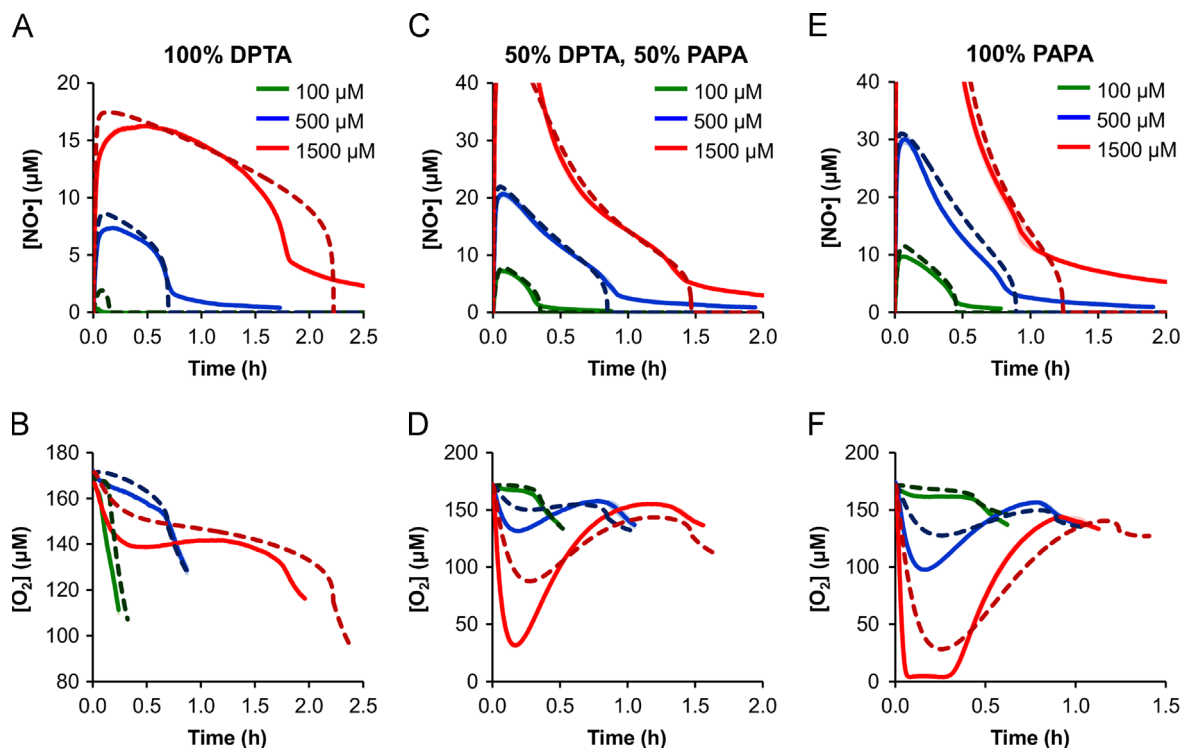 A
100% DPTA
20
15
10
5
0
[NO•] (µM)
100 µM
500 µM
1500 µM
0.0 0.5 1.0 1.5 2.0 2.5
Time (h)
C
50% DPTA, 50% PAPA
40
30
20
10
0
[NO•] (µM)
100 µM
500 µM
1500 µM
0.0 0.5 1.0 1.5 2.0
Time (h)
E
100% PAPA
40
30
20
10
0
[NO•] (µM)
100 µM
500 µM
1500 µM
0.0 0.5 1.0 1.5 2.0
Time (h)
B
180
160
140
120
100
80
[O₂] (µM)
0.0 0.5 1.0 1.5 2.0 2.5
Time (h)
D
200
150
100
50
0
[O₂] (µM)
0.0 0.5 1.0 1.5 2.0
Time (h)
F
200
150
100
50
0
[O₂] (µM)
0.0 0.5 1.0 1.5
Time (h)